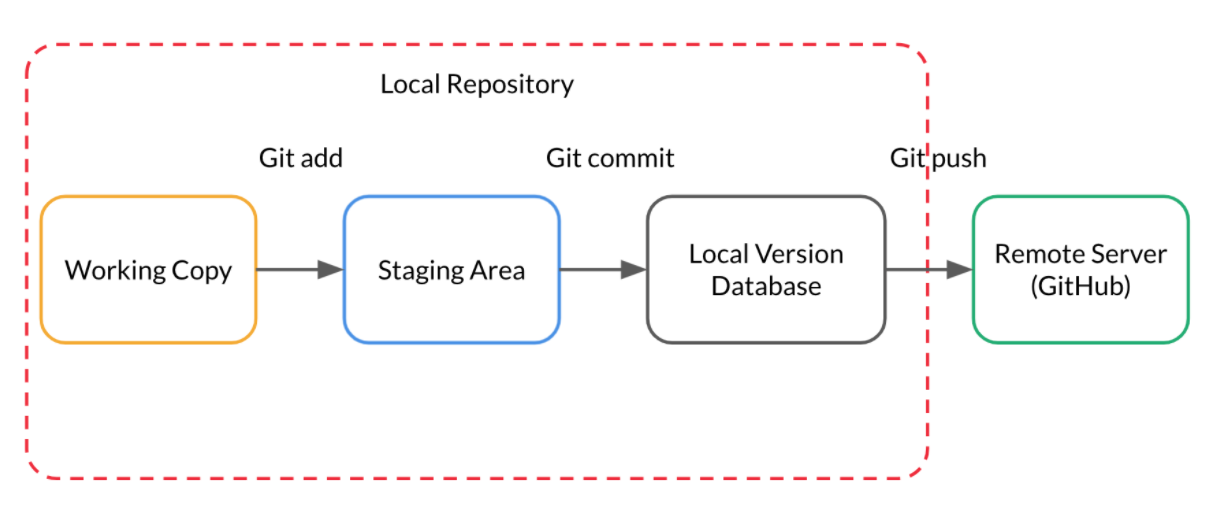 Local Repository
Git add
Git commit
Git push
Working Copy
Staging Area
Local Version
Database
Remote Server
(GitHub)